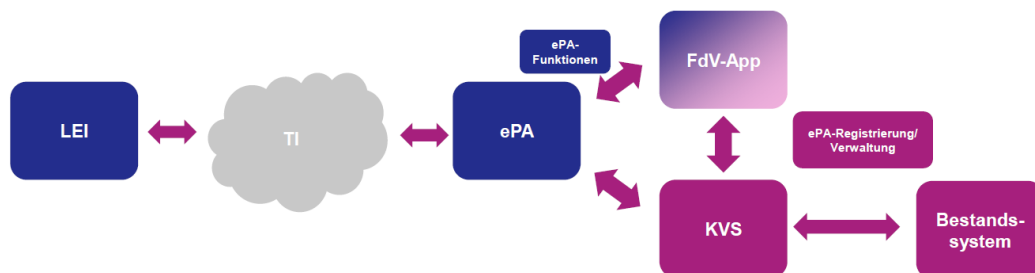 LEI
TI
ePA
ePA-
Funktionen
FdV-App
ePA-Registrierung/
Verwaltung
KVS
Bestands-
system